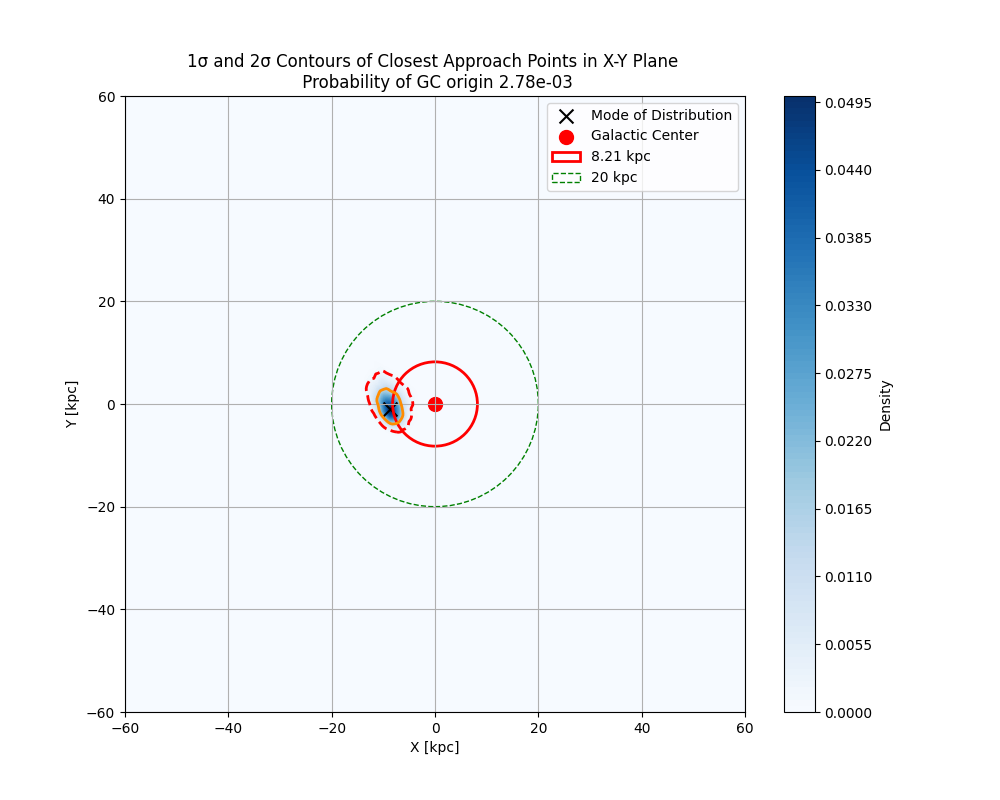 1σ and 2σ Contours of Closest Approach Points in X-Y Plane
Probability of GC origin 2.78e-03
Mode of Distribution
Galactic Center
8.21 kpc
20 kpc
60
40
20
0
−20
−40
−60
Y [kpc]
−60
−40
−20
0
20
40
60
X [kpc]
0.0495
0.0440
0.0385
0.0330
0.0275
0.0220
0.0165
0.0110
0.0055
0.0000
Density